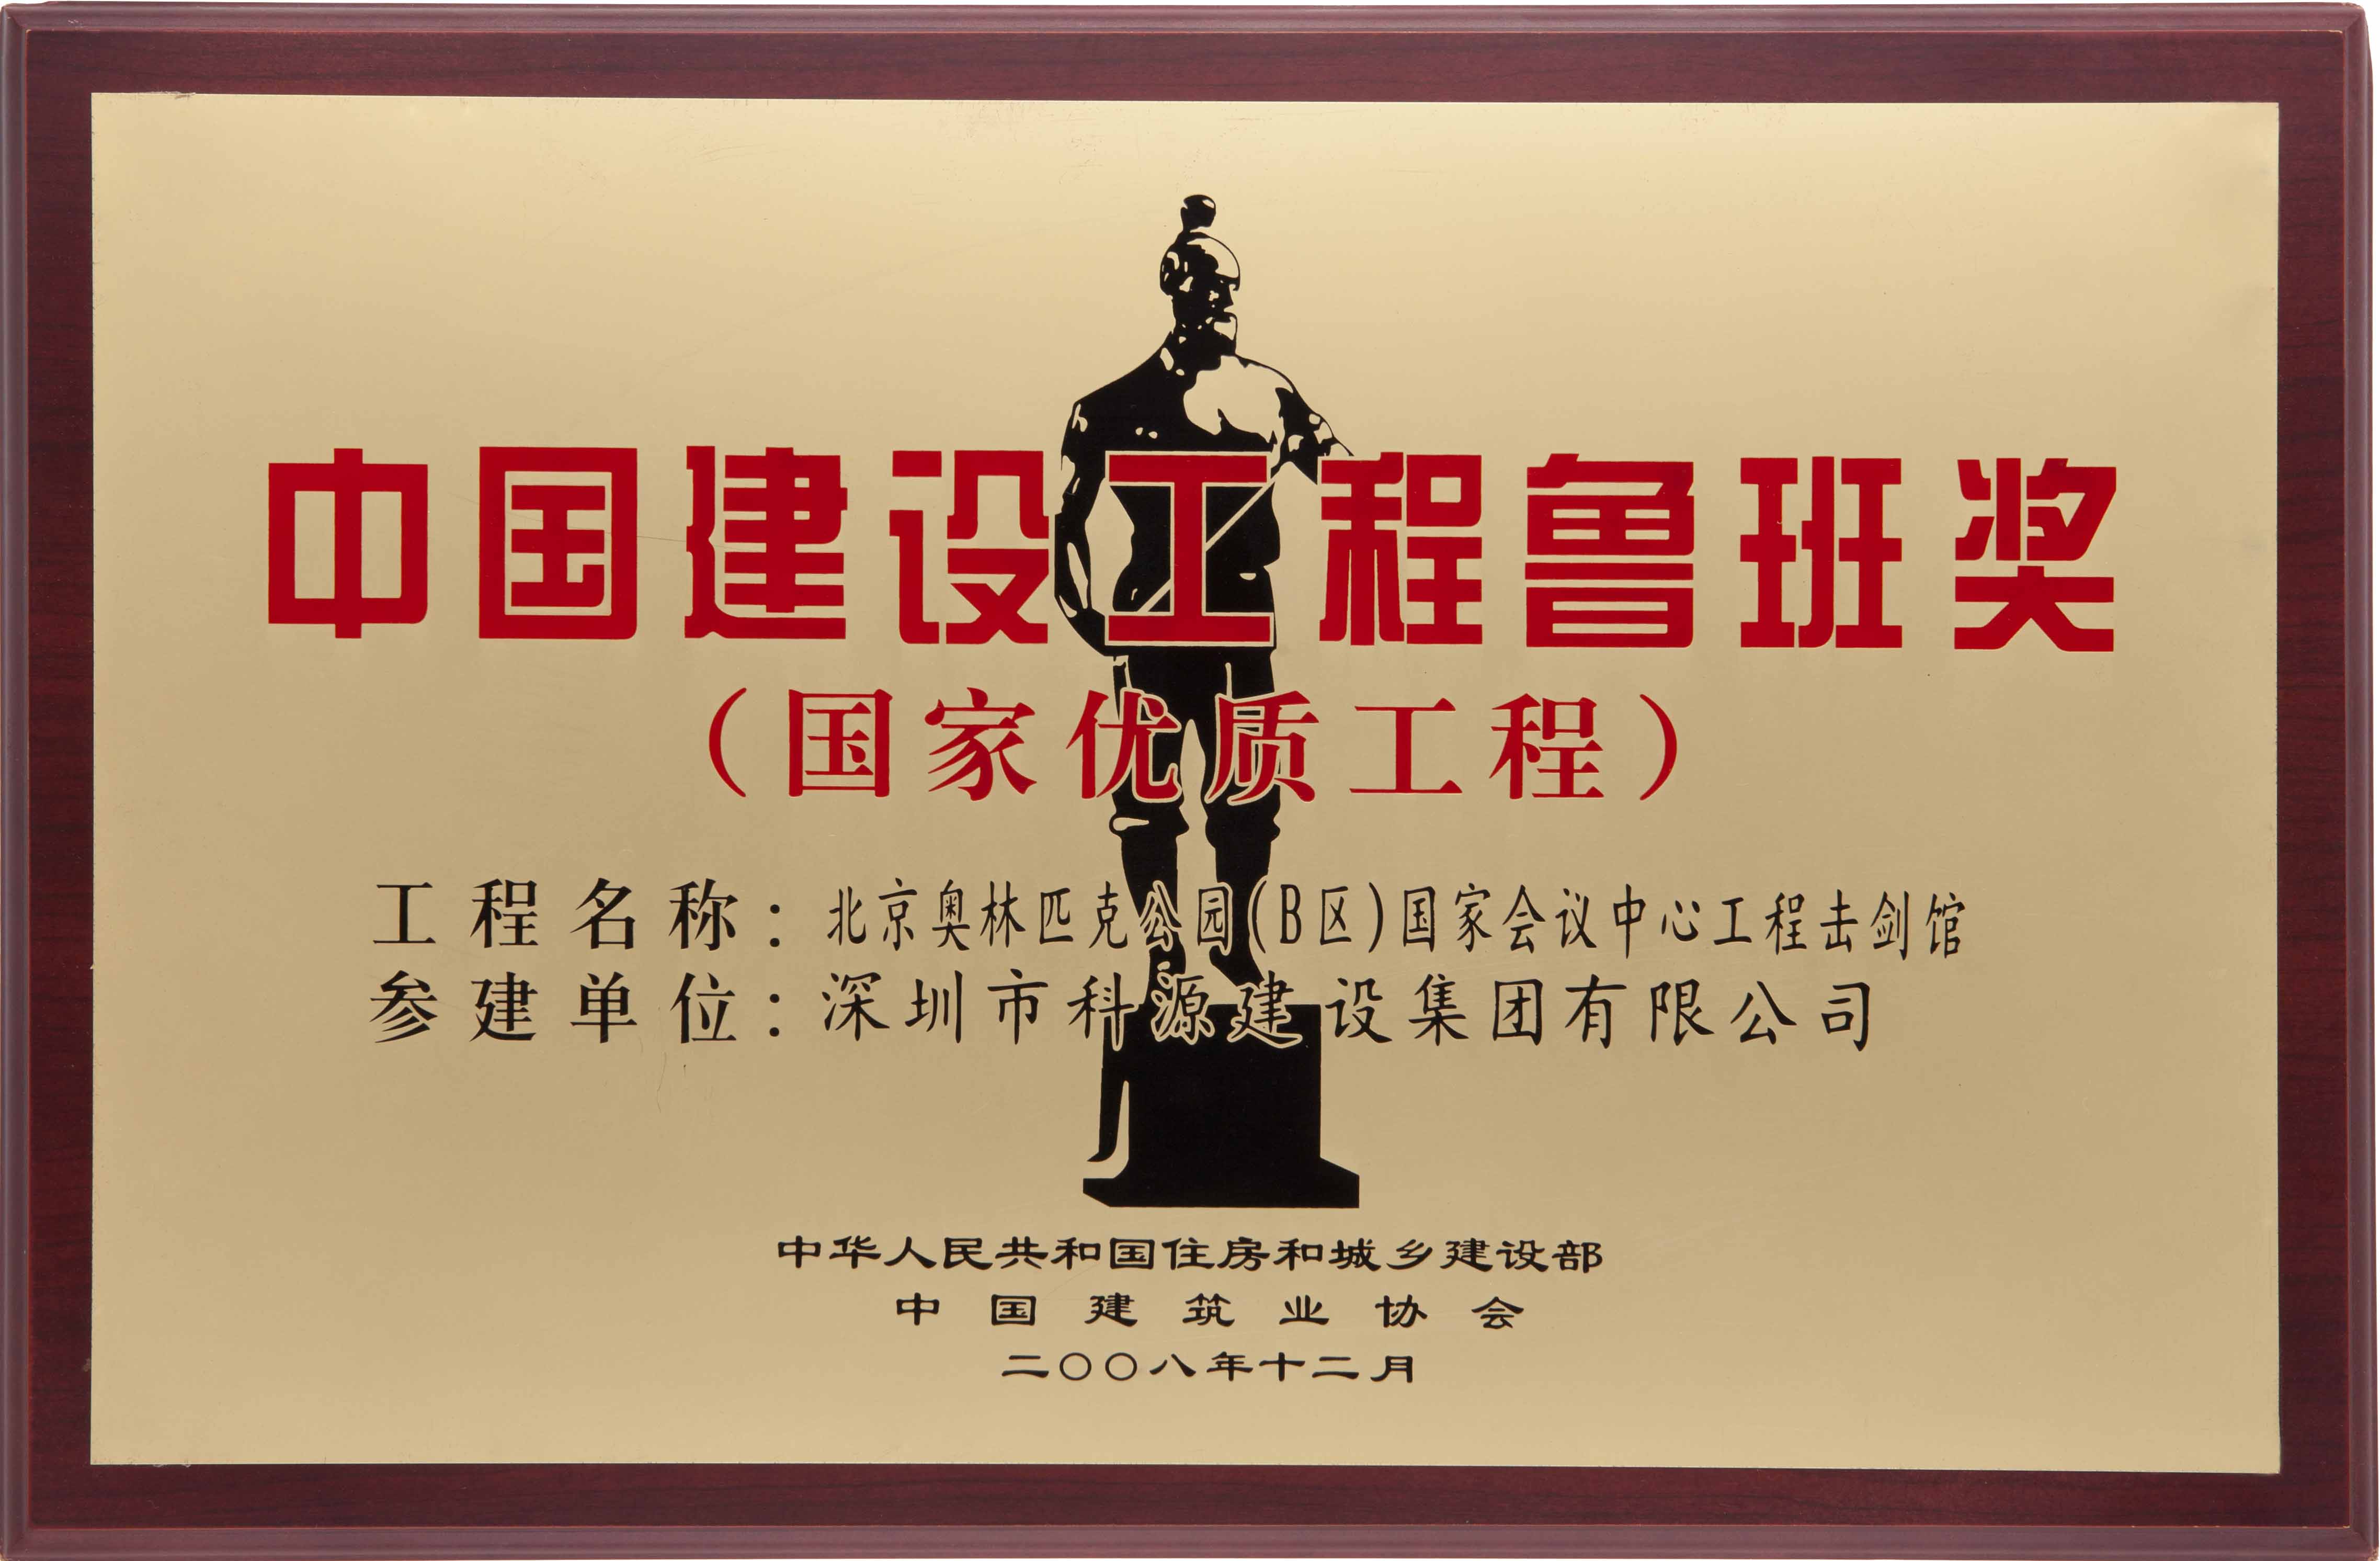 中国建设工程鲁班奖
（国家优质工程）
工程名称：北京奥林匹克公园(B区)国家会议中心工程击剑馆
参建单位：深圳市科源建设集团有限公司
中华人民共和国住房和城乡建设部
中国建筑业协会
二〇〇八年十二月